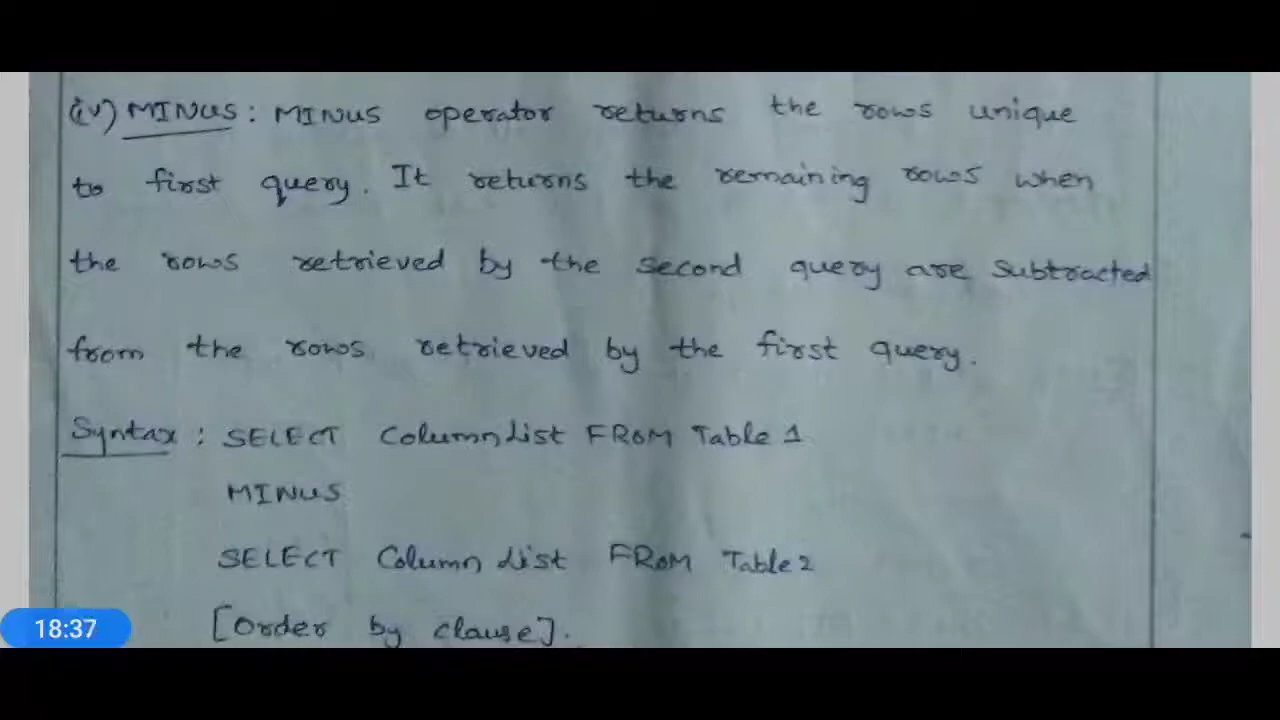 (iv) MINUS : MINUS operator returns the rows unique
to first query. It returns the remaining rows when
the rows retrieved by the second query are subtracted
from the rows retrieved by the first query.
Syntax : SELECT Column list FROM Table 1
MINUS
SELECT Column list FROM Table 2
[Order by clause].
18:37